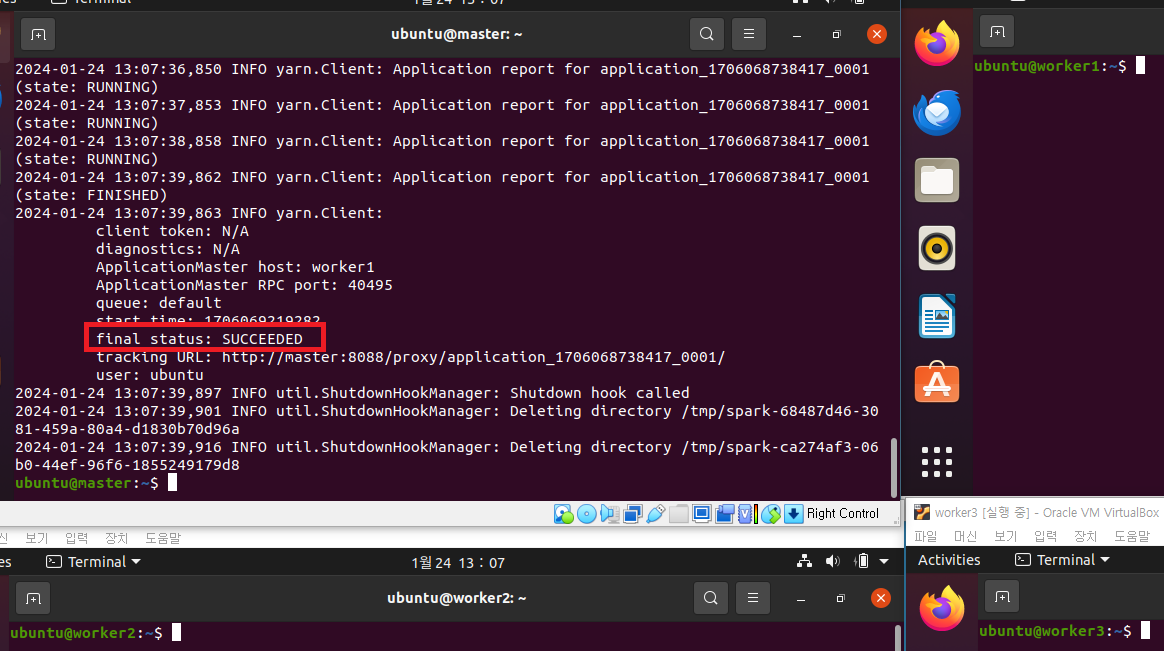 Terminal
1월 24 13 : 07
ubuntu@master: ~
2024-01-24 13:07:36,850 INFO yarn.Client: Application report for application_1706068738417_0001
(state: RUNNING)
2024-01-24 13:07:37,853 INFO yarn.Client: Application report for application_1706068738417_0001
(state: RUNNING)
2024-01-24 13:07:38,858 INFO yarn.Client: Application report for application_1706068738417_0001
(state: RUNNING)
2024-01-24 13:07:39,862 INFO yarn.Client: Application report for application_1706068738417_0001
(state: FINISHED)
2024-01-24 13:07:39,863 INFO yarn.Client:
client token: N/A
diagnostics: N/A
ApplicationMaster host: worker1
ApplicationMaster RPC port: 40495
queue: default
start time: 1706069219282
final status: SUCCEEDED
tracking URL: http://master:8088/proxy/application_1706068738417_0001/
user: ubuntu
2024-01-24 13:07:39,897 INFO util.ShutdownHookManager: Shutdown hook called
2024-01-24 13:07:39,901 INFO util.ShutdownHookManager: Deleting directory /tmp/spark-68487d46-30
81-459a-80a4-d1830b70d96a
2024-01-24 13:07:39,916 INFO util.ShutdownHookManager: Deleting directory /tmp/spark-ca274af3-06
b0-44ef-96f6-1855249179d8
ubuntu@master:~$
Right Control
ubuntu@worker1:~$
보기 입력 장치 도움말
Terminal
1월 24 13 : 07
ubuntu@worker2: ~
ubuntu@worker2:~$
worker3 [실행 중] - Oracle VM VirtualBox
파일 머신 보기 입력 장치 도움말
Activities
Terminal
ubuntu@worker3:~$